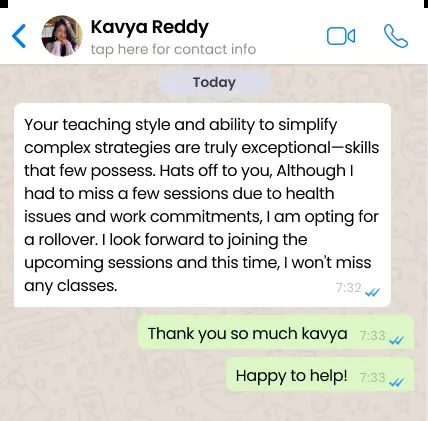 Kavya Reddy
tap here for contact info
Today
Your teaching style and ability to simplify
complex strategies are truly exceptional—skills
that few possess. Hats off to you, Although I
had to miss a few sessions due to health
issues and work commitments, I am opting for
a rollover. I look forward to joining the
upcoming sessions and this time, I won't miss
any classes.
7:32
Thank you so much kavya 7:33
Happy to help! 7:33